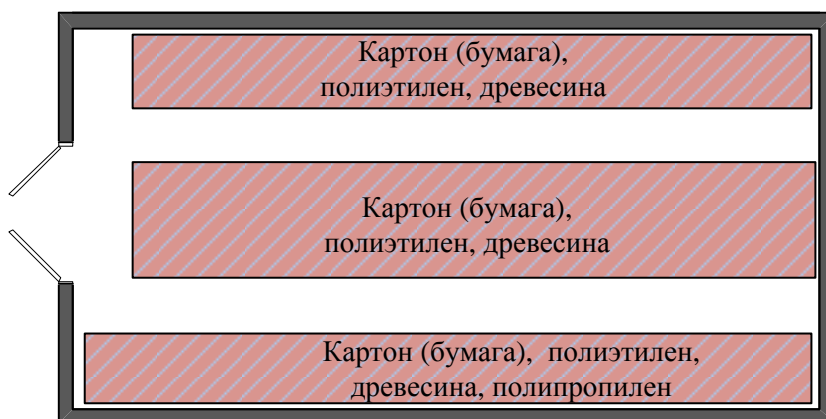 Картон (бумага),
полиэтилен, древесина
Картон (бумага),
полиэтилен, древесина
Картон (бумага), полиэтилен,
древесина, полипропилен